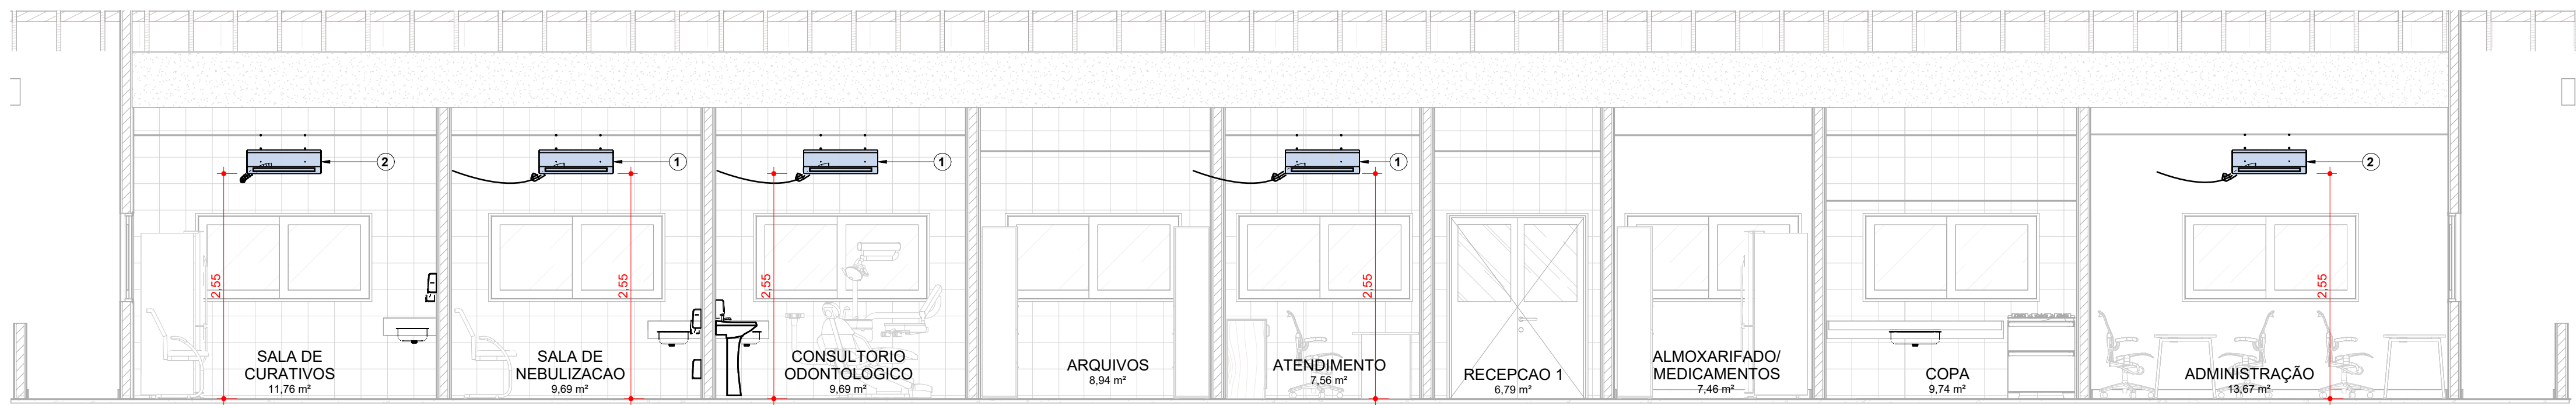 2
1
1
1
2
2,55
2,55
2,55
2,55
2,55
SALA DE
CURATIVOS
11,76 m²
SALA DE
NEBULIZACAO
9,69 m²
CONSULTORIO
ODONTOLOGICO
9,69 m²
ARQUIVOS
8,94 m²
ATENDIMENTO
7,56 m²
RECEPCAO 1
6,79 m²
ALMOXARIFADO/
MEDICAMENTOS
7,46 m²
COPA
9,74 m²
ADMINISTRAÇÃO
13,67 m²